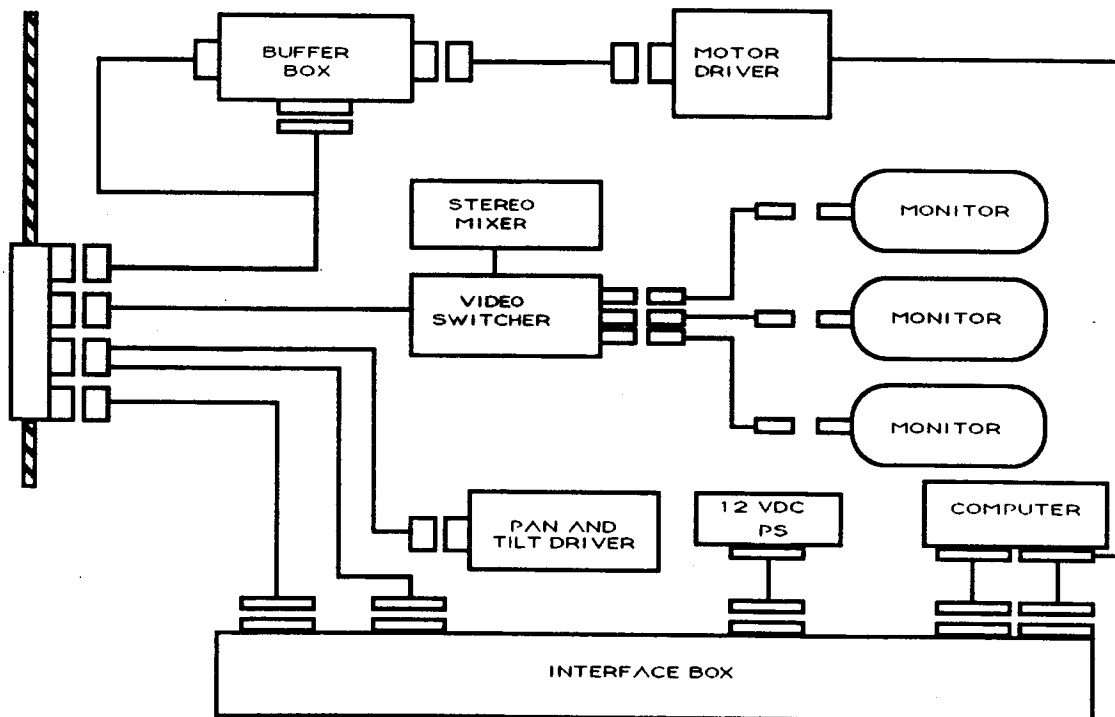 BUFFER
BOX
MOTOR
DRIVER
STEREO
MIXER
MONITOR
VIDEO
SWITCHER
MONITOR
MONITOR
PAN AND
TILT DRIVER
12 VDC
PS
COMPUTER
INTERFACE BOX